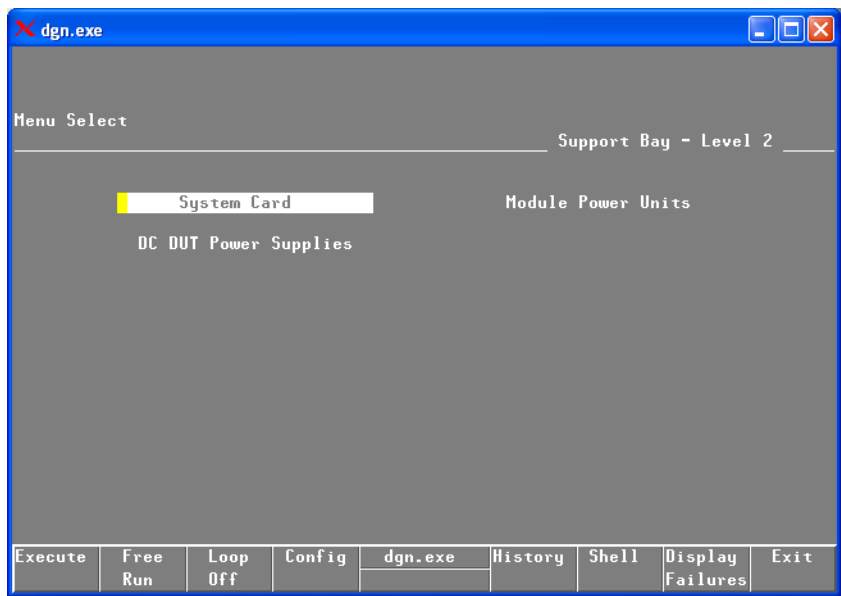 dgn.exe
Menu Select
Support Bay - Level 2
System Card
Module Power Units
DC DUT Power Supplies
Execute
Free
Run
Loop
Off
Config
dgn.exe
History
Shell
Display
Failures
Exit